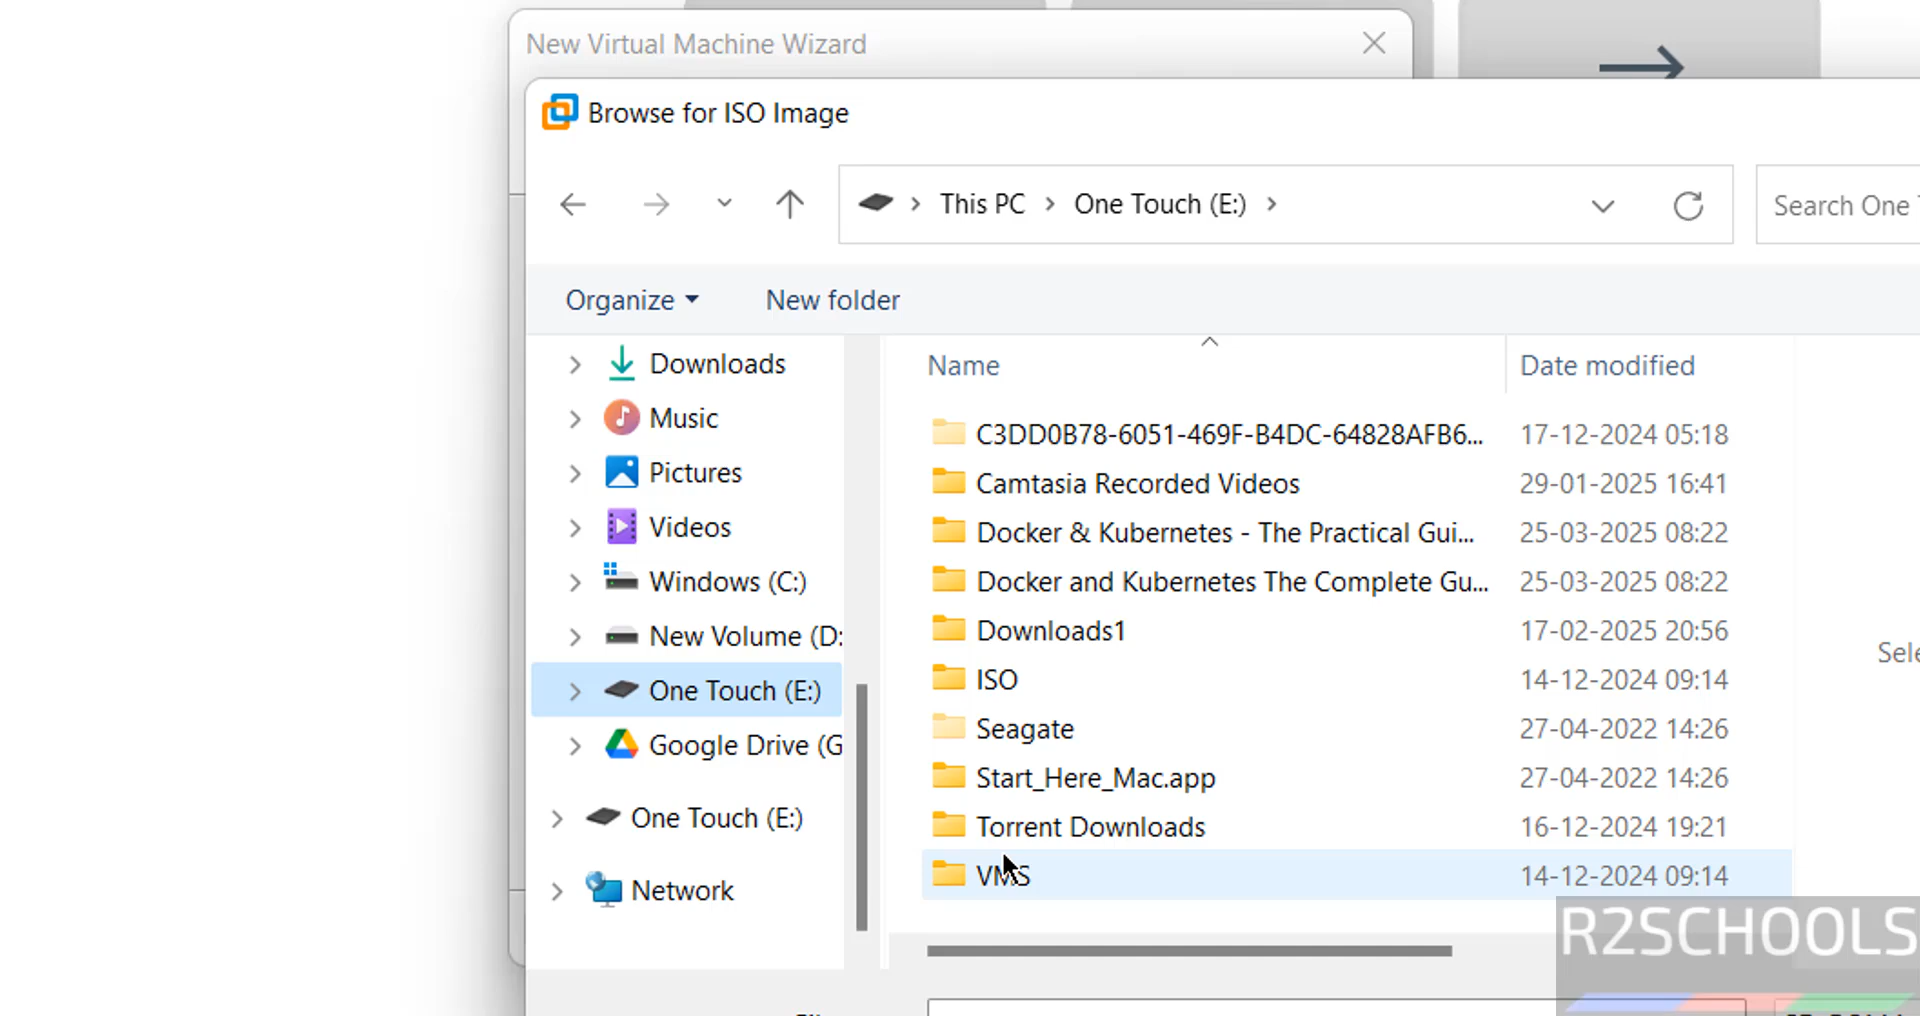 New Virtual Machine Wizard
Browse for ISO Image
This PC > One Touch (E:) >
Search One
Organize
New folder
Name
Date modified
Downloads
Music
Pictures
Videos
Windows (C:)
New Volume (D:
One Touch (E:)
Google Drive (G
One Touch (E:)
Network
C3DD0B78-6051-469F-B4DC-64828AFB6... 17-12-2024 05:18
Camtasia Recorded Videos 29-01-2025 16:41
Docker & Kubernetes - The Practical Gui... 25-03-2025 08:22
Docker and Kubernetes The Complete Gu... 25-03-2025 08:22
Downloads1 17-02-2025 20:56
ISO 14-12-2024 09:14
Seagate 27-04-2022 14:26
Start_Here_Mac.app 27-04-2022 14:26
Torrent Downloads 16-12-2024 19:21
VMS 14-12-2024 09:14
Sele
R2SCHOOLS